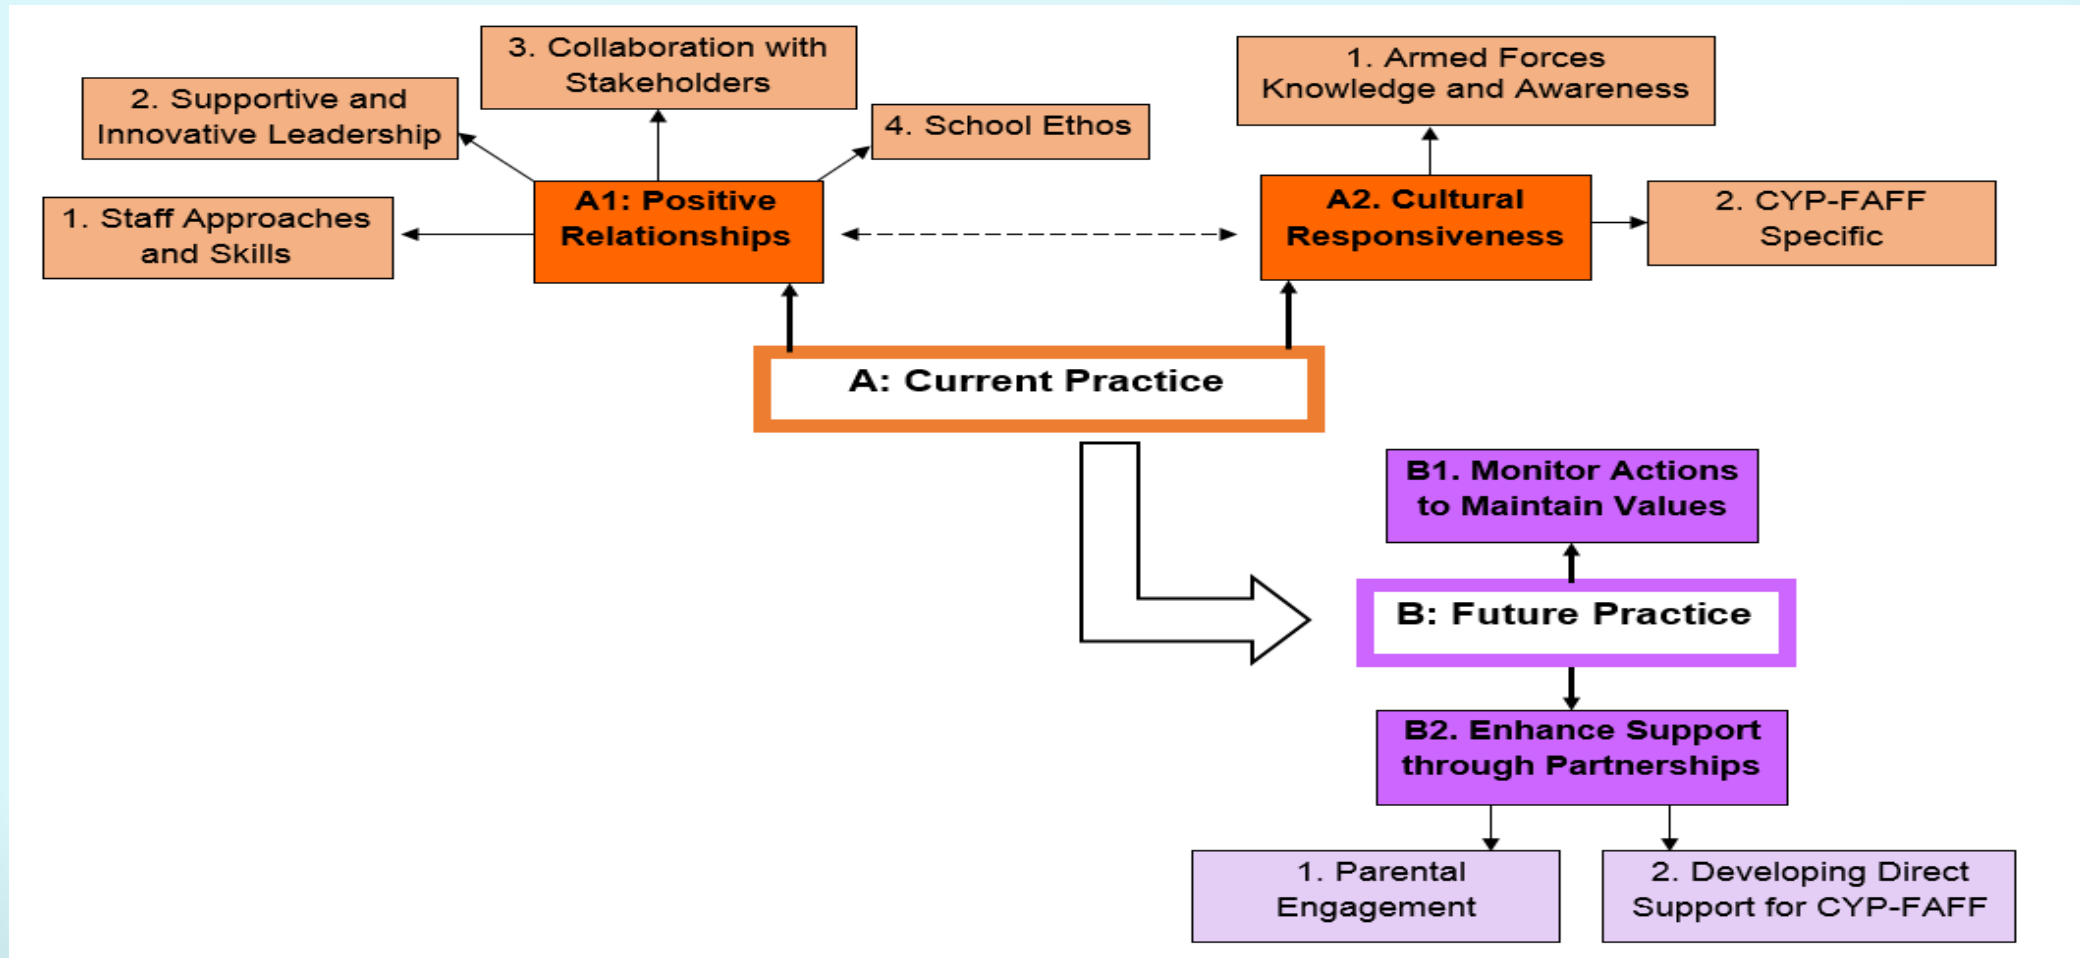 3. Collaboration with
Stakeholders
2. Supportive and
Innovative Leadership
4. School Ethos
1. Staff Approaches
and Skills
A1: Positive
Relationships
1. Armed Forces
Knowledge and Awareness
A2. Cultural
Responsiveness
2. CYP-FAFF
Specific
A: Current Practice
B1. Monitor Actions
to Maintain Values
B: Future Practice
B2. Enhance Support
through Partnerships
1. Parental
Engagement
2. Developing Direct
Support for CYP-FAFF